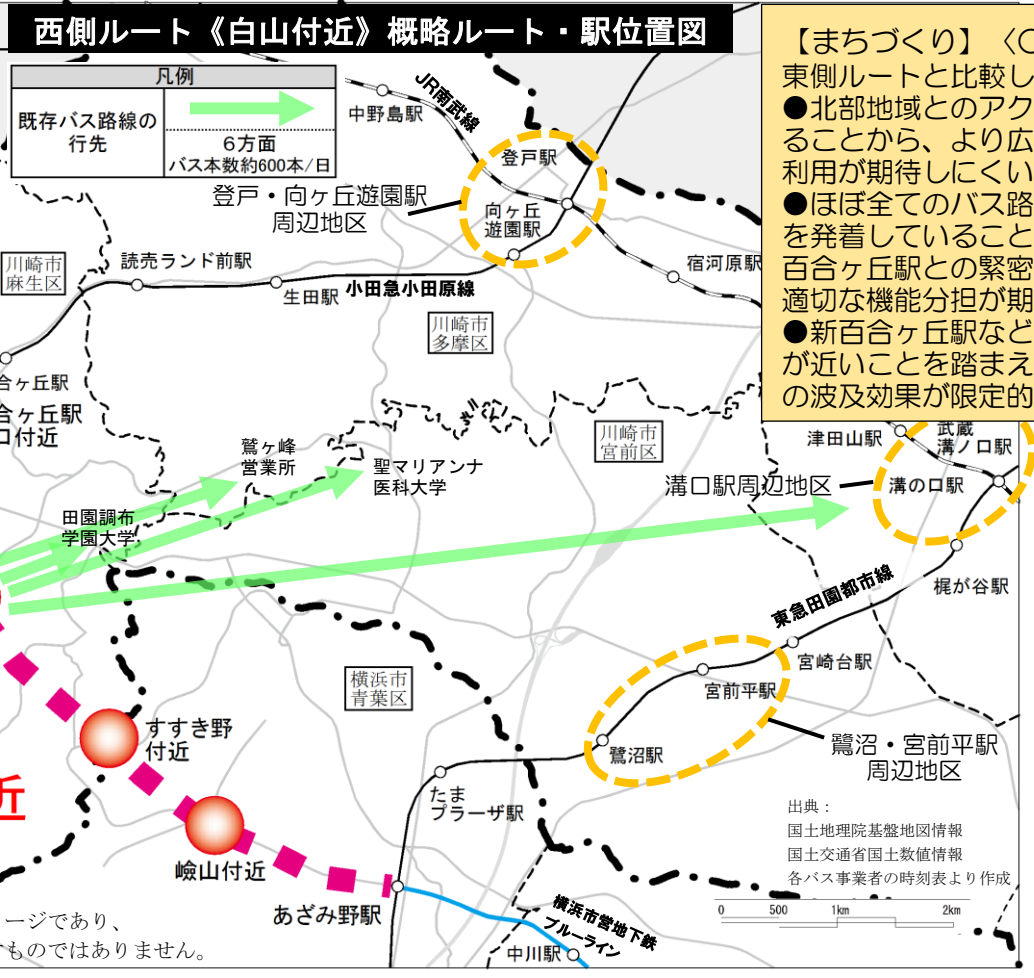 西側ルート《白山付近》概略ルート・駅位置図
凡例
既存バス路線の
行先
6方面
バス本数約600本/日
【まちづくり】〈
東側ルートと比較し
●北部地域とのアク
ることから、より広
利用が期待しにくい
●ほぼ全てのバス路
を発着していること
百合ヶ丘駅との緊密
適切な機能分担が期
●新百合ヶ丘駅など
が近いことを踏まえ
の波及効果が限定的
中野島駅
JR南武線
登戸駅
登戸・向ヶ丘遊園駅
周辺地区
向ヶ丘
遊園駅
川崎市
麻生区
読売ランド前駅
生田駅
小田急小田原線
宿河原駅
川崎市
多摩区
合ヶ丘駅
合ヶ丘駅
口付近
川崎市
宮前区
津田山駅
武蔵
溝ノ口駅
溝口駅周辺地区
溝の口駅
鷲ヶ峰
営業所
聖マリアンナ
医科大学
田園調布
学園大学
梶が谷駅
東急田園都市線
宮崎台駅
宮前平駅
横浜市
青葉区
鷺沼駅
鷺沼・宮前平駅
周辺地区
すすき野
付近
近
たま
プラーザ駅
嶮山付近
あざみ野駅
出典：
国土地理院基盤地図情報
国土交通省国土数値情報
各バス事業者の時刻表より作成
0 500 1km 2km
横浜市営地下鉄
ブルーライン
中川駅
ージであり、
ものではありません。